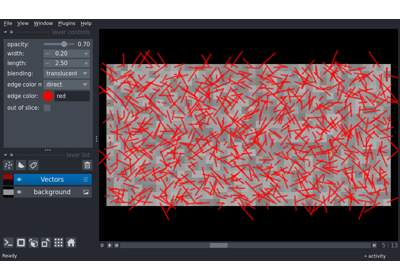 File View Plugins Window Help
layer controls
opacity: 0.70
width: 0.20
length: 2.50
blending: translucent
edge color m direct
edge color: red
out of slice:
layer list
Vectors
background
0 5 13
Ready activity